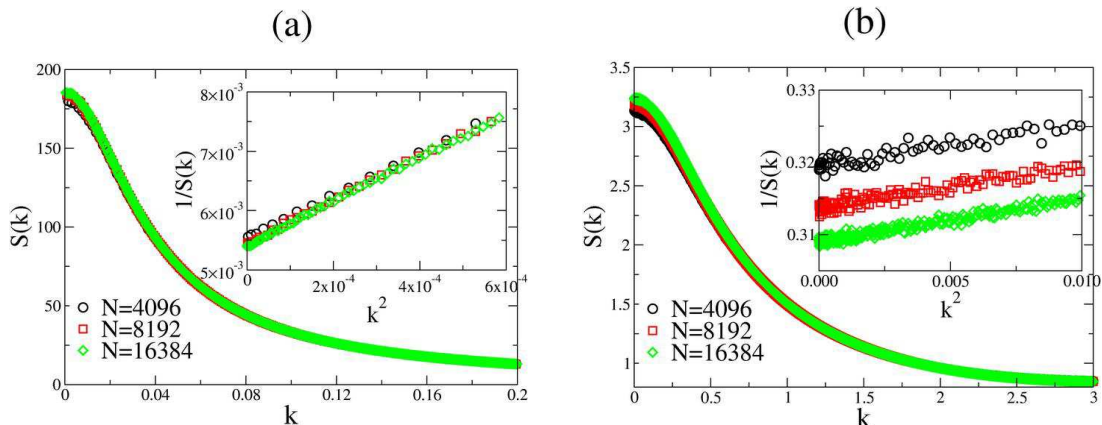 (a)
200
150
100
50
0
S(k)
0
0.04
0.08
0.12
0.16
0.2
k
N=4096
N=8192
N=16384
8×10⁻³
7×10⁻³
6×10⁻³
5×10⁻³
1/S(k)
0
2×10⁻⁴
4×10⁻⁴
6×10⁻⁴
k²
(b)
3.5
3
2.5
2
1.5
1
S(k)
0
0.5
1
1.5
2
2.5
3
k
N=4096
N=8192
N=16384
0.33
0.32
0.31
1/S(k)
0.000
0.005
0.010
k²